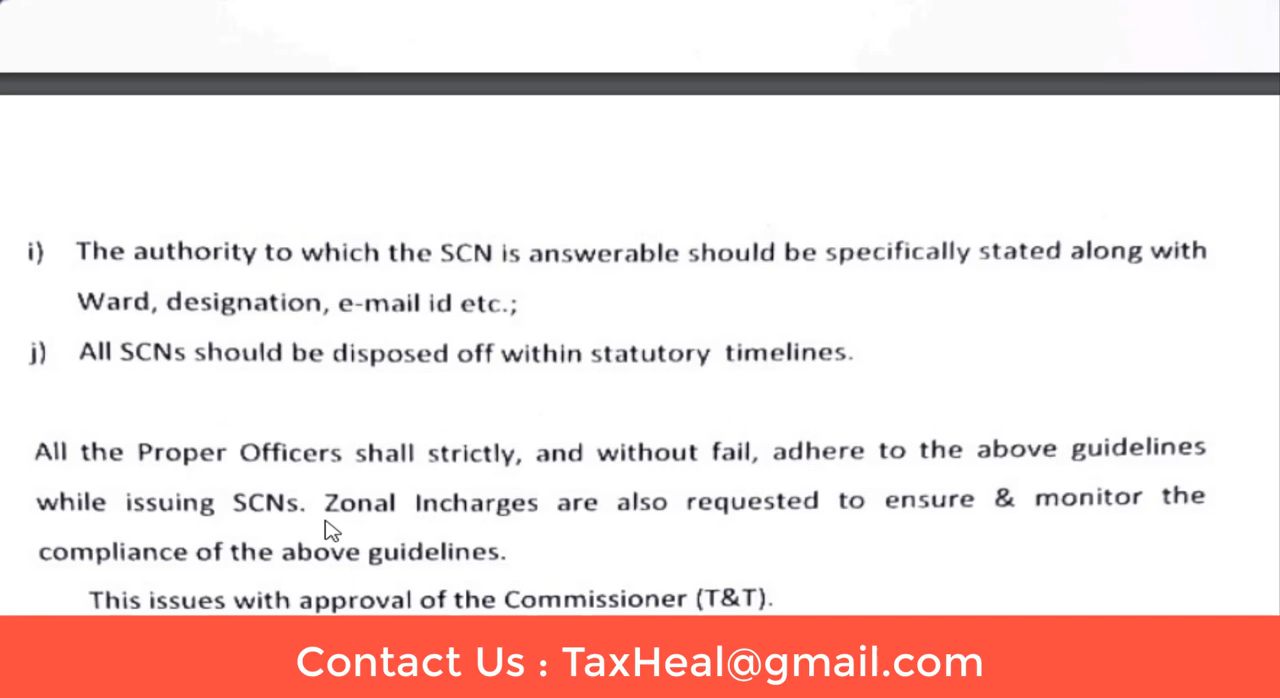 i) The authority to which the SCN is answerable should be specifically stated along with
Ward, designation, e-mail id etc.;
j) All SCNs should be disposed off within statutory timelines.
All the Proper Officers shall strictly, and without fail, adhere to the above guidelines
while issuing SCNs. Zonal Incharges are also requested to ensure & monitor the
compliance of the above guidelines.
This issues with approval of the Commissioner (T&T).
Contact Us : TaxHeal@gmail.com